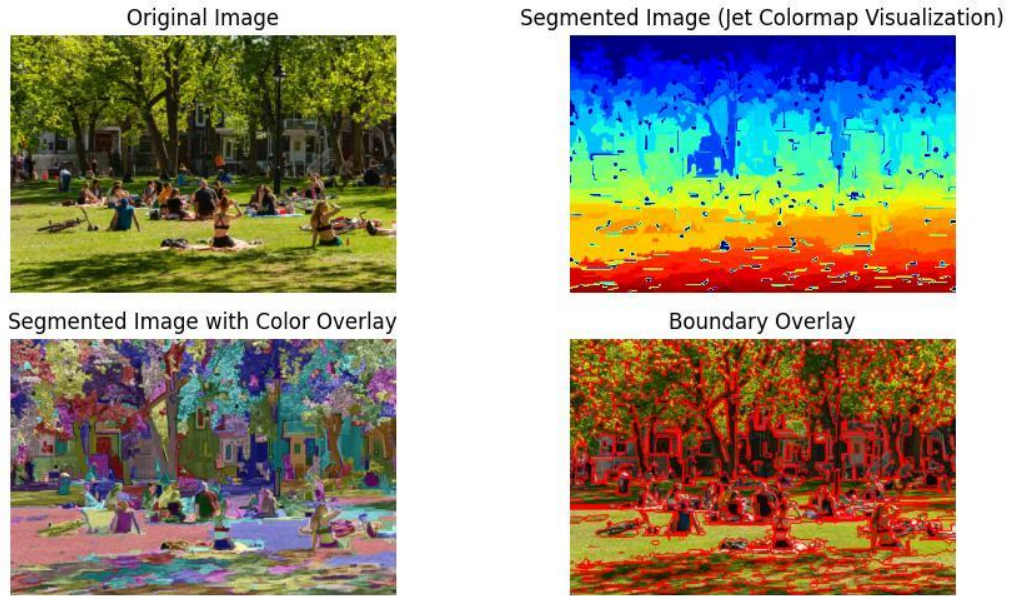 Original Image
Segmented Image (Jet Colormap Visualization)
Segmented Image with Color Overlay
Boundary Overlay